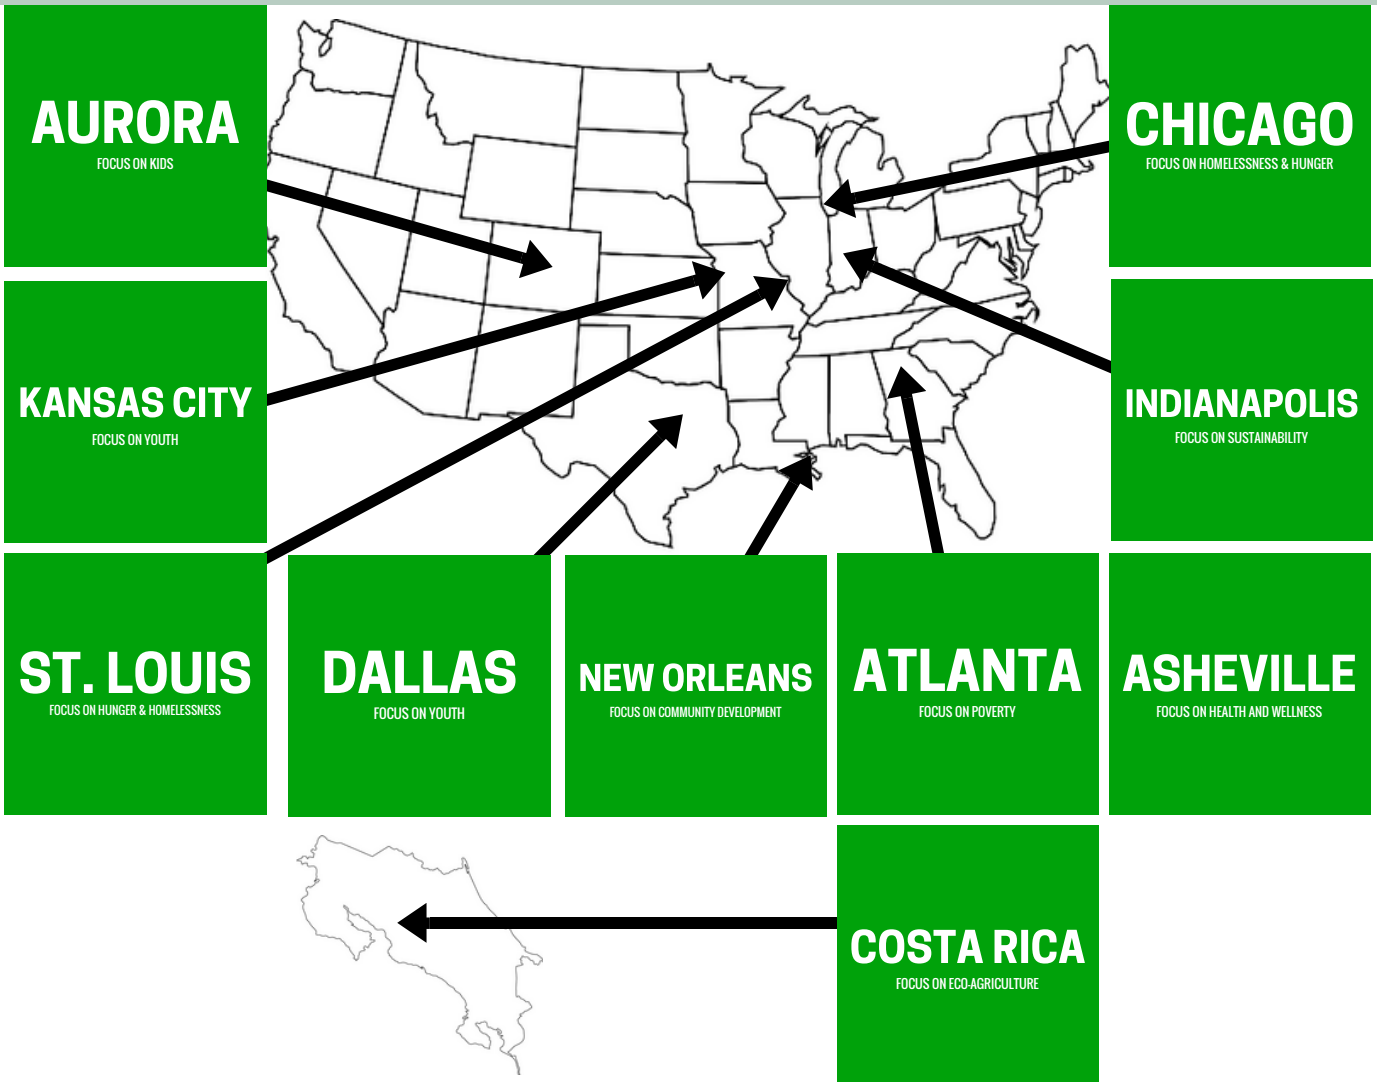 AURORA
FOCUS ON KIDS
CHICAGO
FOCUS ON HOMELESSNESS & HUNGER
KANSAS CITY
FOCUS ON YOUTH
INDIANAPOLIS
FOCUS ON SUSTAINABILITY
ST. LOUIS
FOCUS ON HUNGER & HOMELESSNESS
DALLAS
FOCUS ON YOUTH
NEW ORLEANS
FOCUS ON COMMUNITY DEVELOPMENT
ATLANTA
FOCUS ON POVERTY
ASHEVILLE
FOCUS ON HEALTH AND WELLNESS
COSTA RICA
FOCUS ON ECO-AGRICULTURE